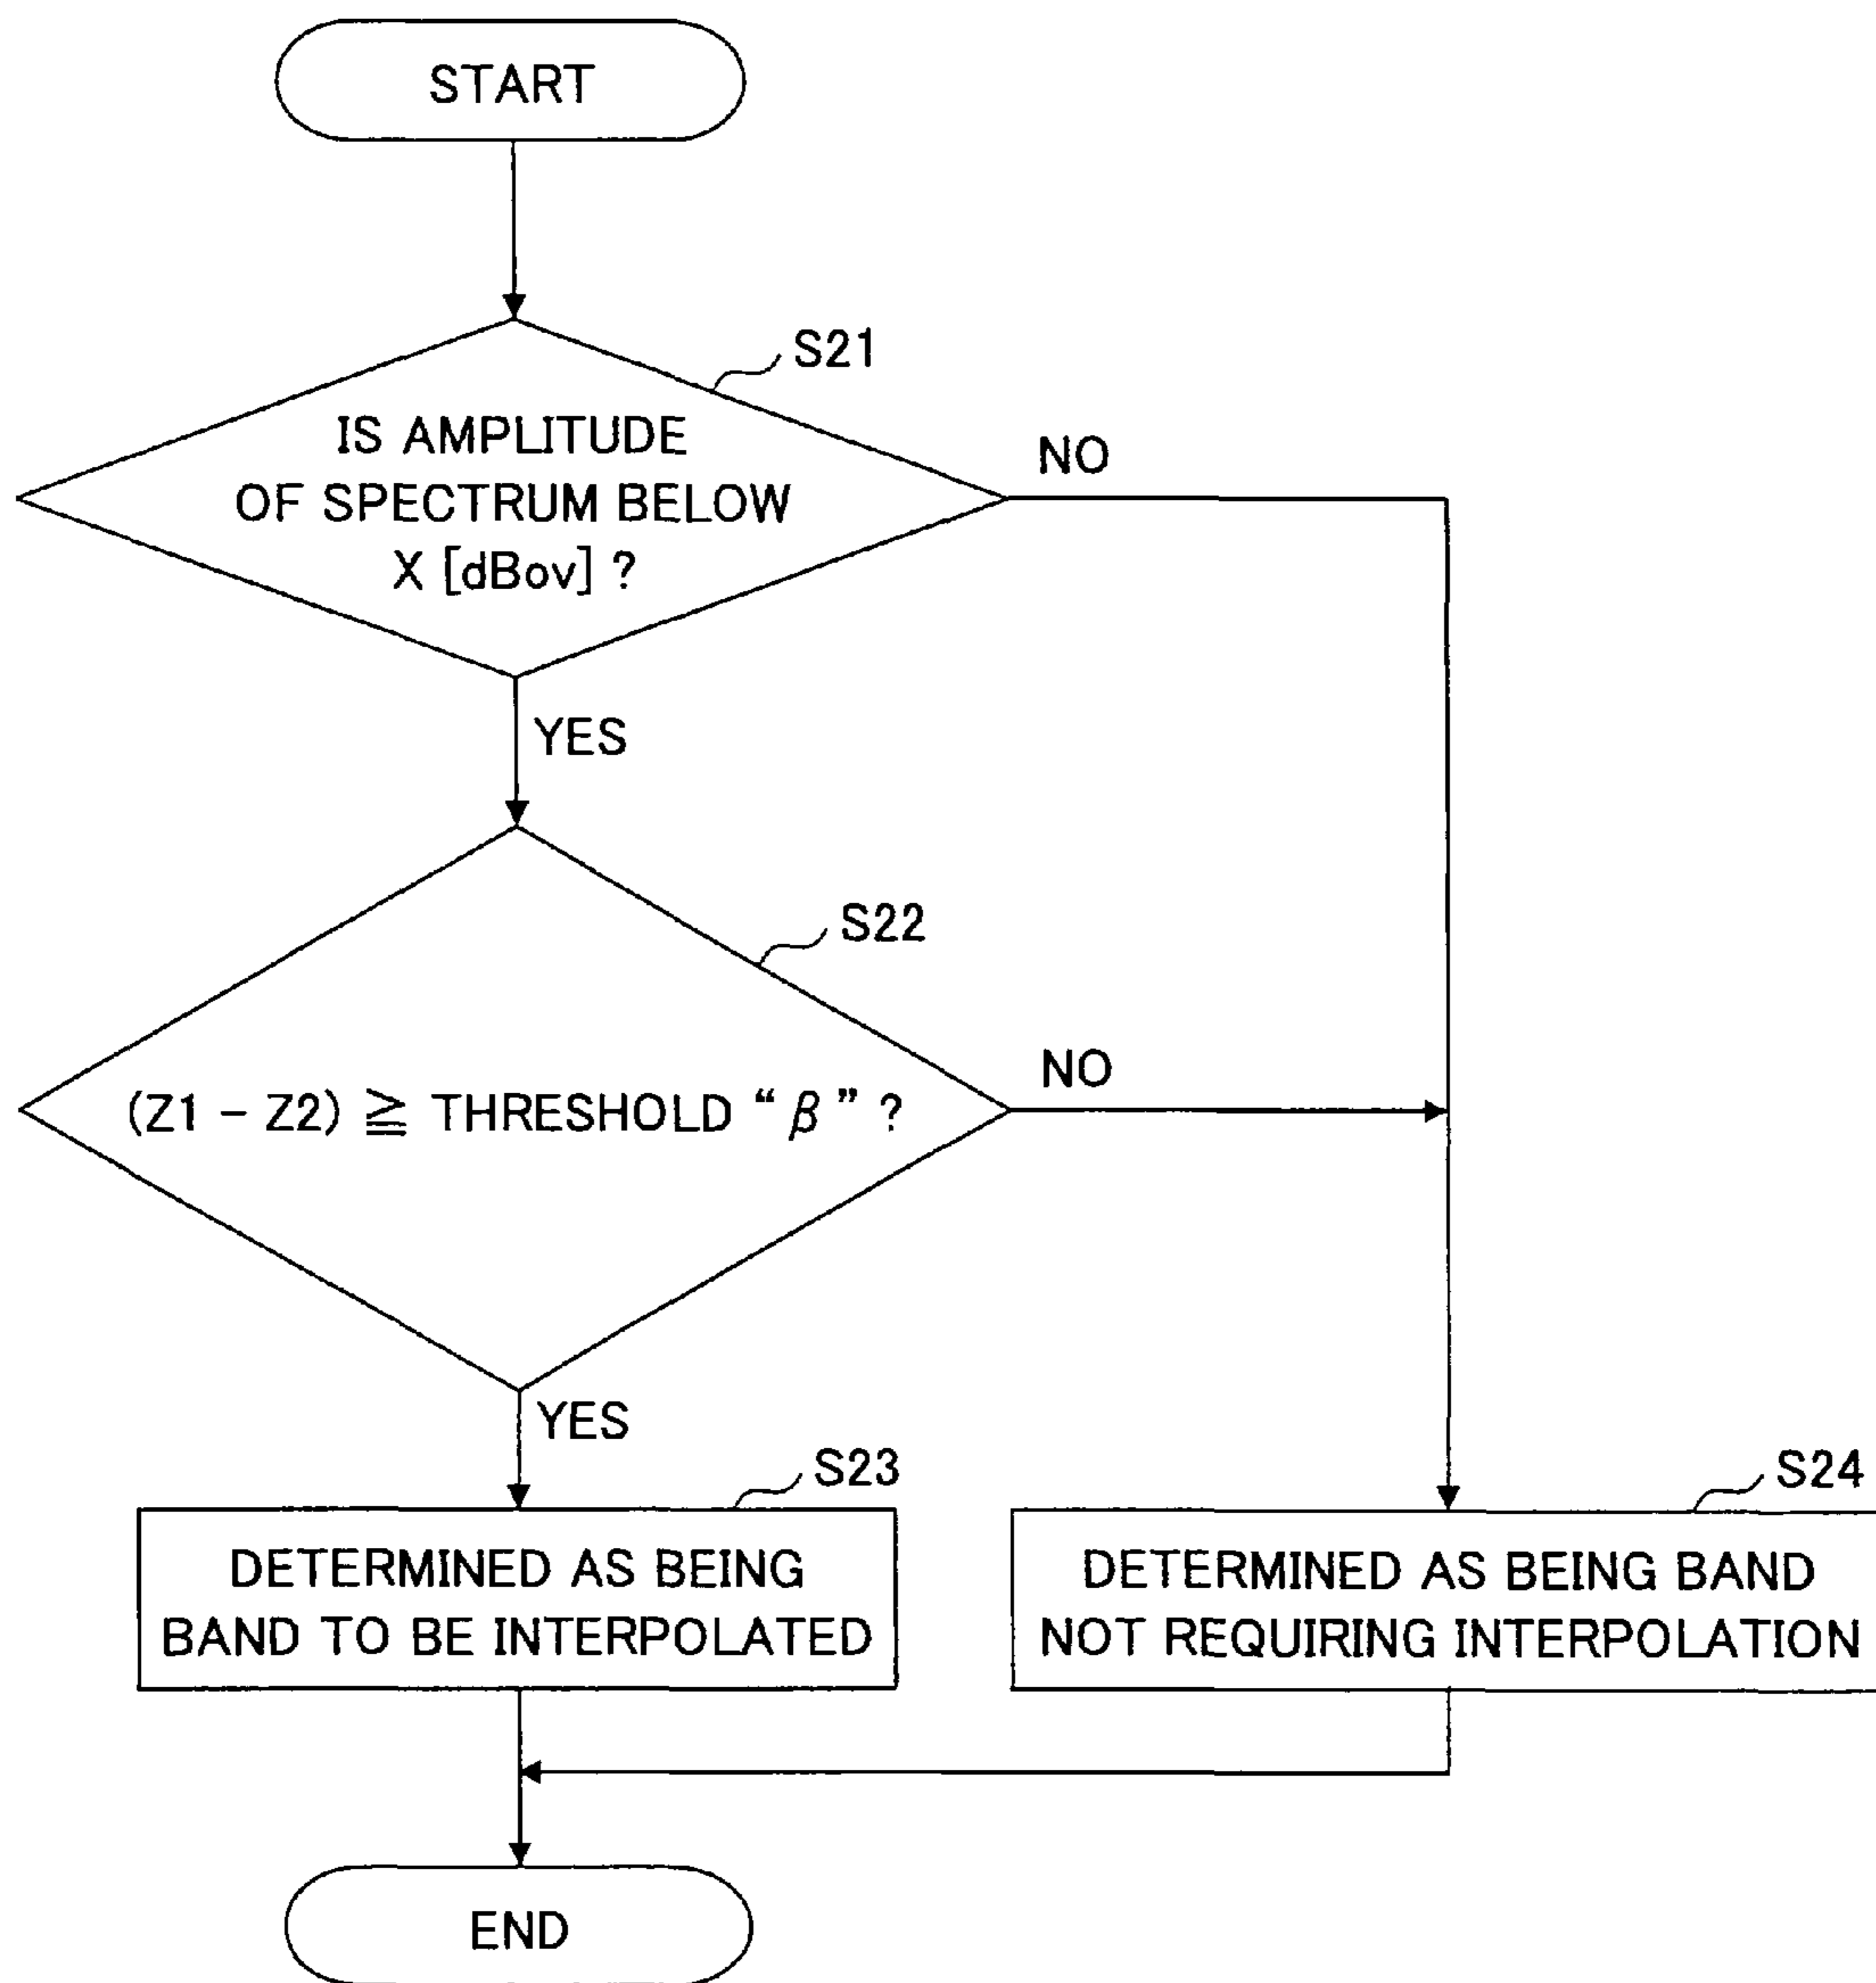 START
S21
IS AMPLITUDE
OF SPECTRUM BELOW
X [dBov] ?
NO
YES
S22
(Z1 − Z2) ≧ THRESHOLD “ β ” ?
NO
YES
S23
DETERMINED AS BEING
BAND TO BE INTERPOLATED
S24
DETERMINED AS BEING BAND
NOT REQUIRING INTERPOLATION
END